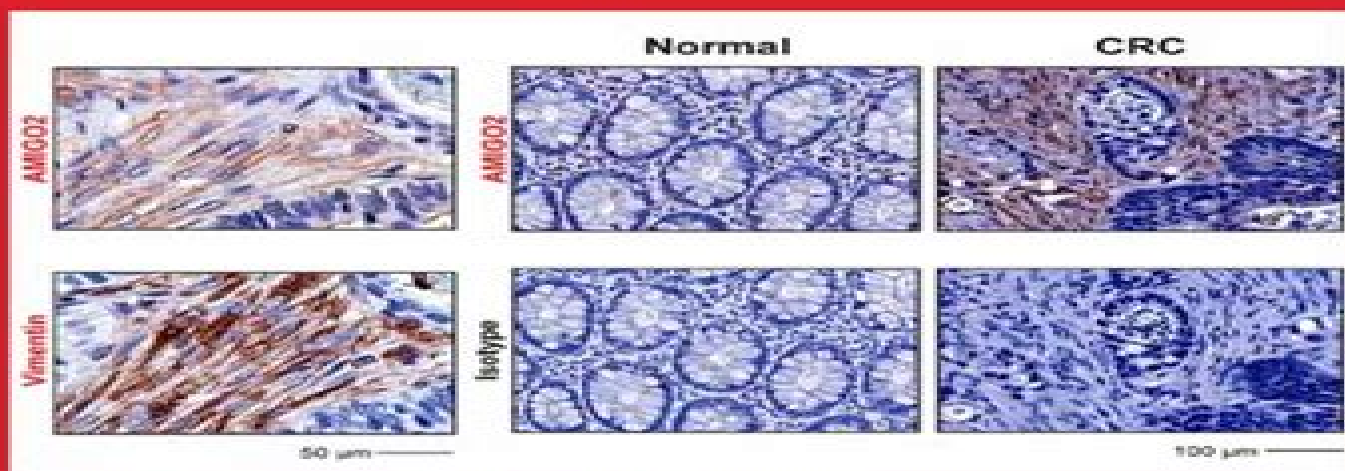 Normal CRC
AMIGO2
AMIGO2
Vimentin
Isotype
50 μm
100 μm